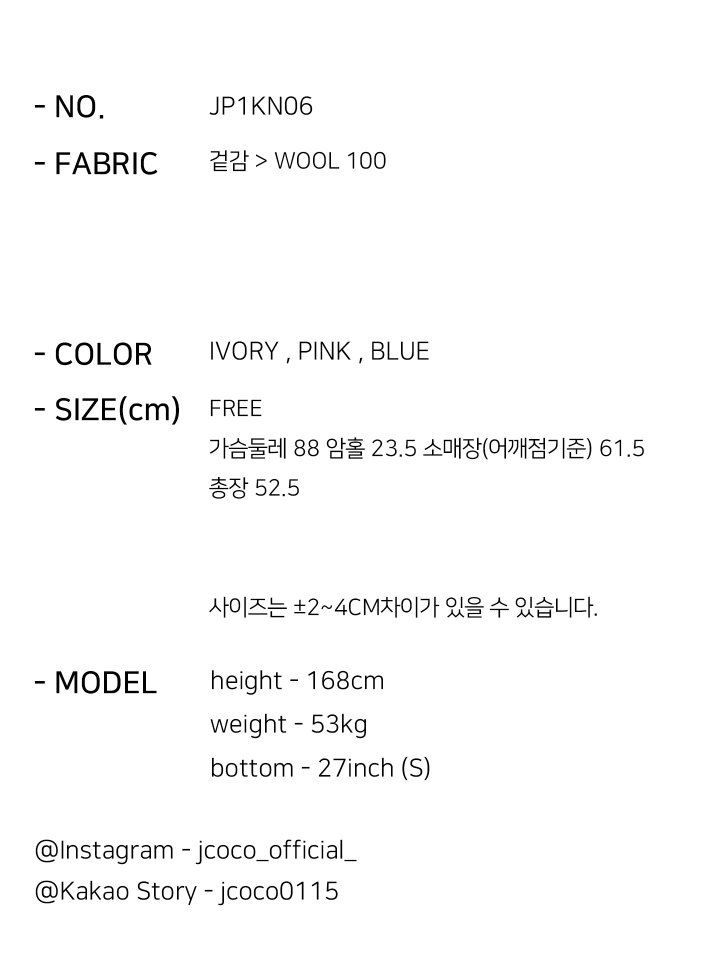 - NO. JP1KN06
- FABRIC 겉감 > WOOL 100
- COLOR IVORY , PINK , BLUE
- SIZE(cm) FREE
가슴둘레 88 암홀 23.5 소매장(어깨점기준) 61.5
총장 52.5
사이즈는 ±2~4CM차이가 있을 수 있습니다.
- MODEL height - 168cm
weight - 53kg
bottom - 27inch (S)
@Instagram - jcoco_official_
@Kakao Story - jcoco0115